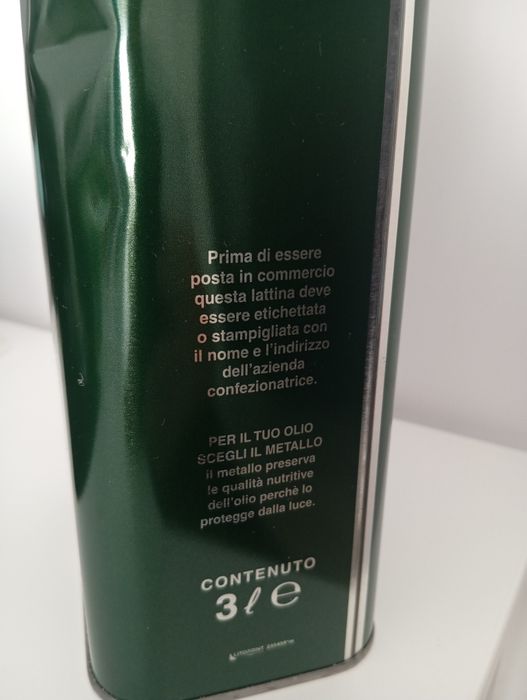 Prima di essere
posta in commercio
questa lattina deve
essere etichettata
o stampigliata con
il nome e l'indirizzo
dell'azienda
confezionatrice.
PER IL TUO OLIO
SCEGLI IL METALLO
il metallo preserva
le qualità nutritive
dell'olio perchè lo
protegge dalla luce.
CONTENUTO
3 ℓ ℮